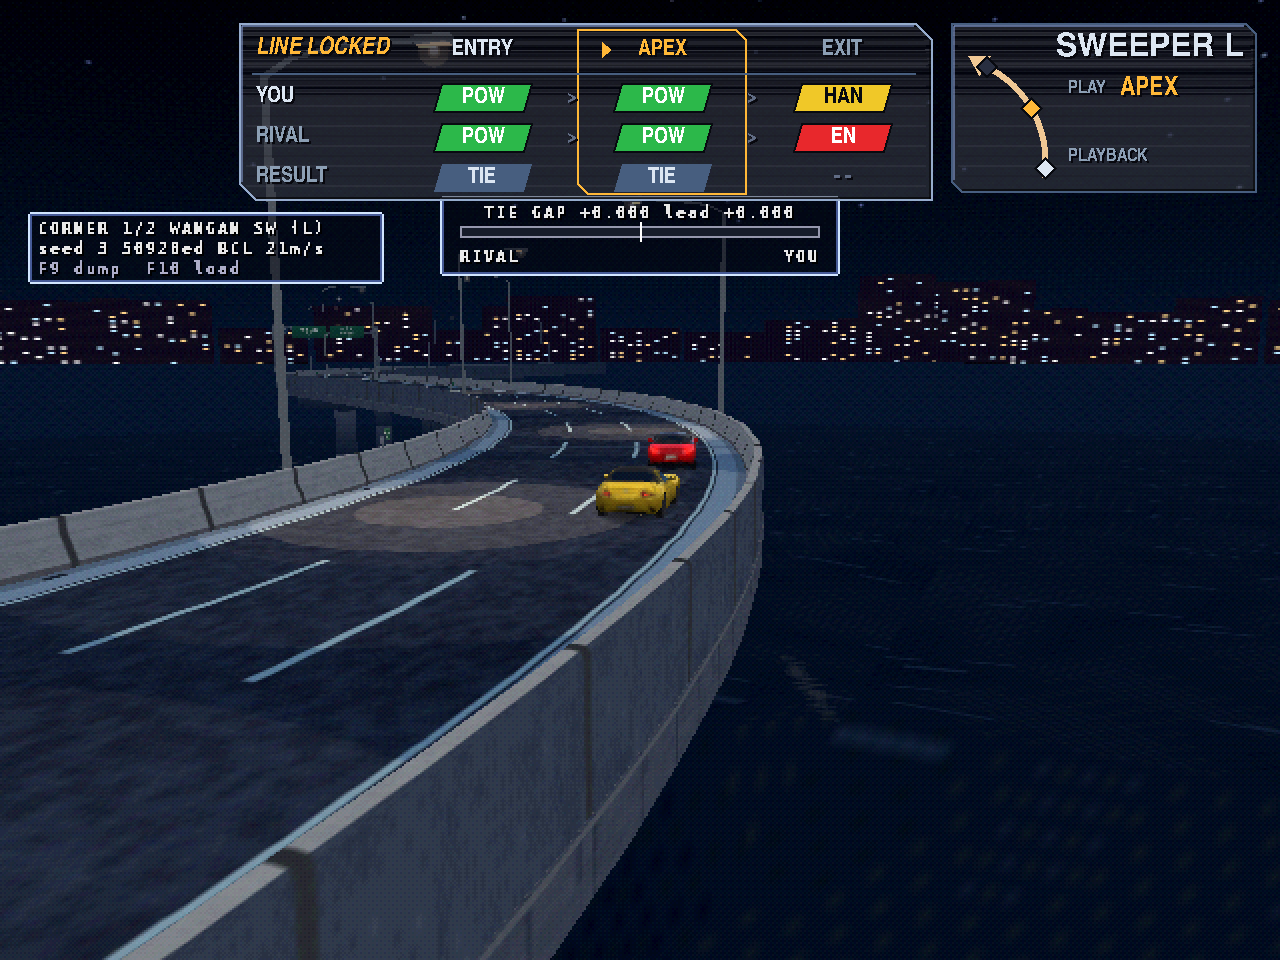 LINE LOCKED ENTRY APEX EXIT
YOU POW > POW > HAN
RIVAL POW > POW > EN
RESULT TIE TIE --
SWEEPER L
PLAY APEX
PLAYBACK
CORNER 1/2 WANGAN SW (L)
seed 3 21m/s
F9 dump F10 load
TIE GAP +0.000 lead +0.000
RIVAL YOU